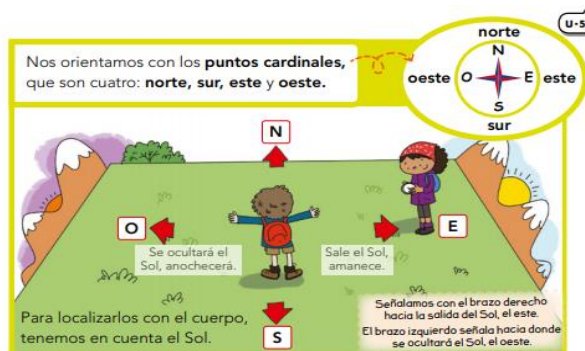 u·s
Nos orientamos con los puntos cardinales,
que son cuatro: norte, sur, este y oeste.
norte
N
oeste O E este
S
sur
N
O
E
Se ocultará el
Sol, anochecerá.
Sale el Sol,
amanece.
S
Para localizarlos con el cuerpo,
tenemos en cuenta el Sol.
Señalamos con el brazo derecho
hacia la salida del Sol, el este.
El brazo izquierdo señala hacia donde
se ocultará el Sol, el oeste.